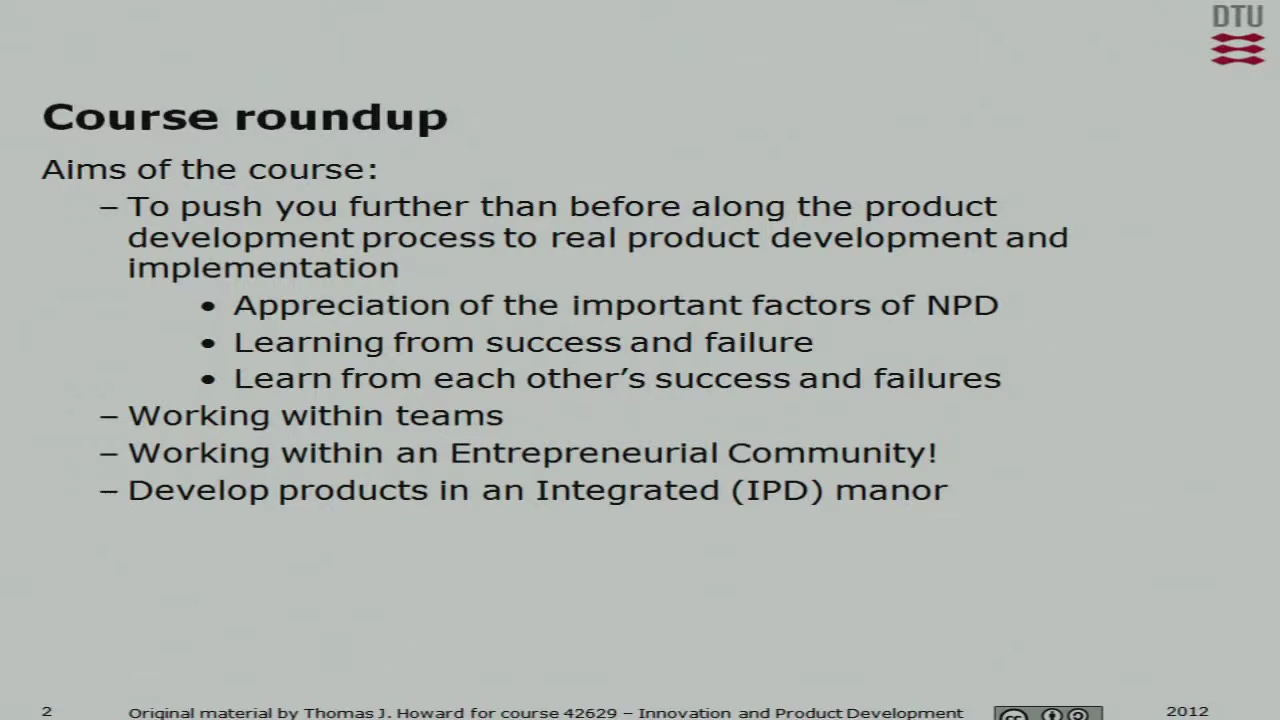 DTU
Course roundup
Aims of the course:
– To push you further than before along the product
development process to real product development and
implementation
• Appreciation of the important factors of NPD
• Learning from success and failure
• Learn from each other’s success and failures
– Working within teams
– Working within an Entrepreneurial Community!
– Develop products in an Integrated (IPD) manor
2 Original material by Thomas J. Howard for course 42629 – Innovation and Product Development cc 2012